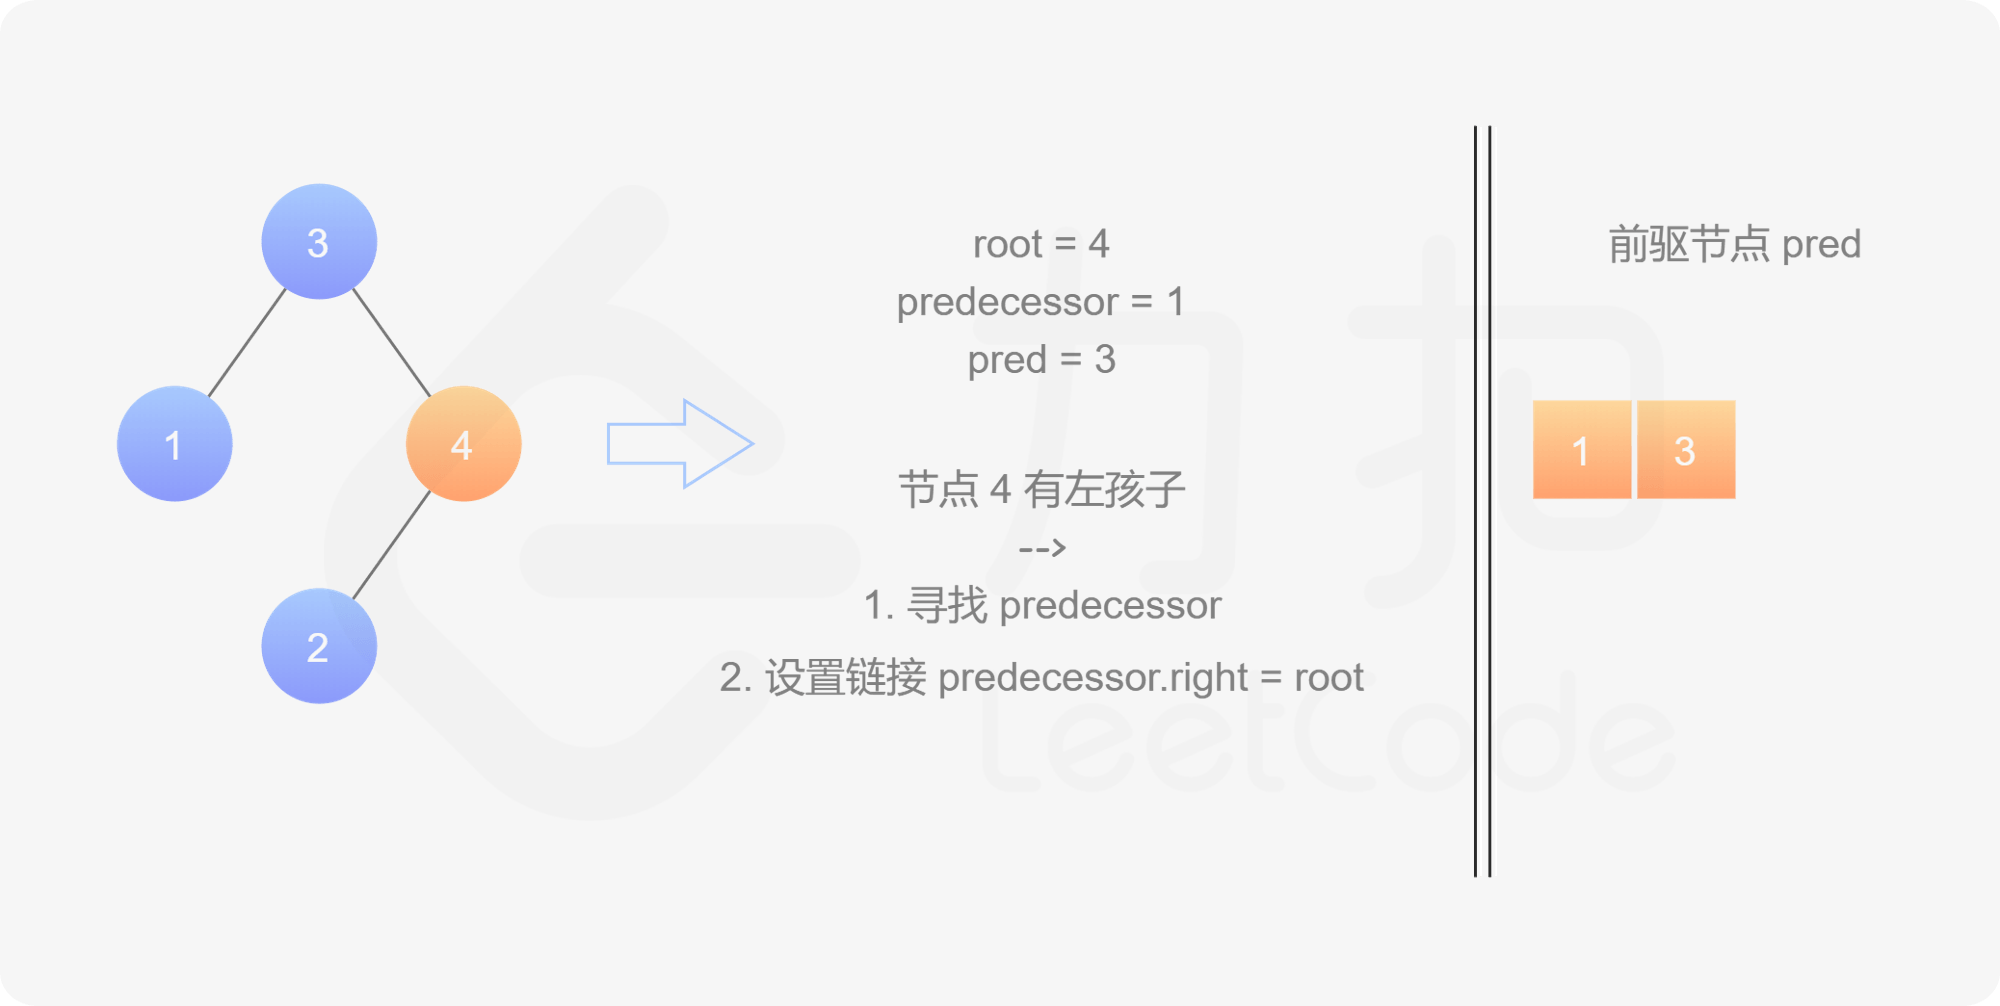 3
1
4
2
root = 4
predecessor = 1
pred = 3
节点 4 有左孩子
-->
1. 寻找 predecessor
2. 设置链接 predecessor.right = root
前驱节点 pred
1 3
力扣
LeetCode